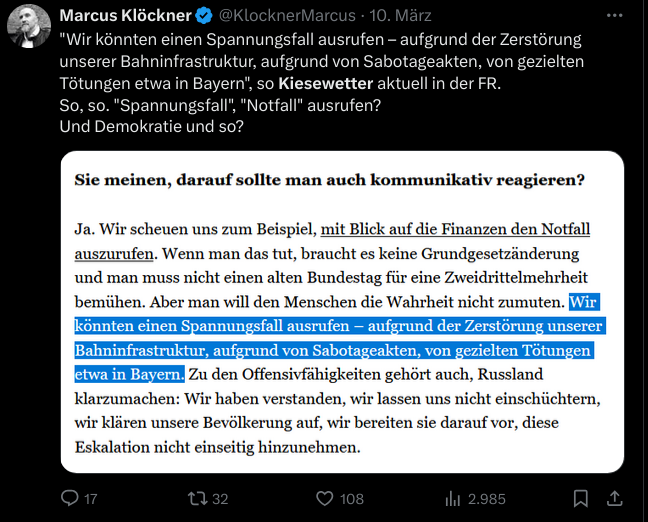 Marcus Klöckner @KlocknerMarcus · 10. März
"Wir könnten einen Spannungsfall ausrufen – aufgrund der Zerstörung
unserer Bahninfrastruktur, aufgrund von Sabotageakten, von gezielten
Tötungen etwa in Bayern", so Kiesewetter aktuell in der FR.
So, so. "Spannungsfall", "Notfall" ausrufen?
Und Demokratie und so?
Sie meinen, darauf sollte man auch kommunikativ reagieren?
Ja. Wir scheuen uns zum Beispiel, mit Blick auf die Finanzen den Notfall
auszurufen. Wenn man das tut, braucht es keine Grundgesetzänderung
und man muss nicht einen alten Bundestag für eine Zweidrittelmehrheit
bemühen. Aber man will den Menschen die Wahrheit nicht zumuten. Wir
könnten einen Spannungsfall ausrufen – aufgrund der Zerstörung unserer
Bahninfrastruktur, aufgrund von Sabotageakten, von gezielten Tötungen
etwa in Bayern. Zu den Offensivfähigkeiten gehört auch, Russland
klarzumachen: Wir haben verstanden, wir lassen uns nicht einschüchtern,
wir klären unsere Bevölkerung auf, wir bereiten sie darauf vor, diese
Eskalation nicht einseitig hinzunehmen.
17 32 108 2.985